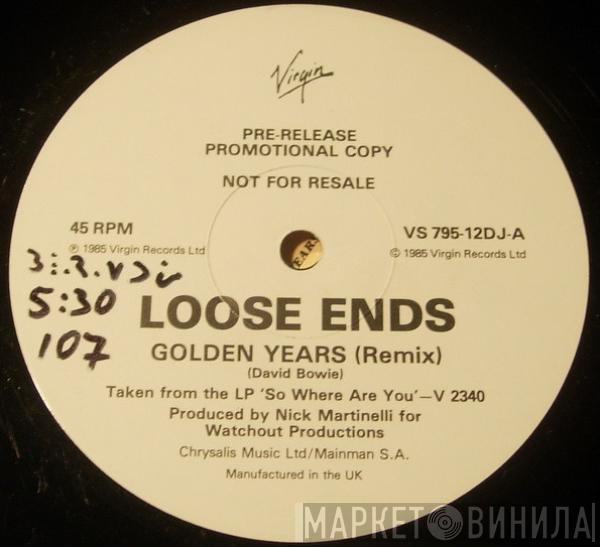 Virgin
PRE-RELEASE
PROMOTIONAL COPY
NOT FOR RESALE
45 RPM
VS 795-12DJ-A
℗ 1985 Virgin Records Ltd
© 1985 Virgin Records Ltd
EARS
5:30
107
LOOSE ENDS
GOLDEN YEARS (Remix)
(David Bowie)
Taken from the LP 'So Where Are You'—V 2340
Produced by Nick Martinelli for
Watchout Productions
Chrysalis Music Ltd/Mainman S.A.
Manufactured in the UK
МАРКЕТ ВИНИЛА